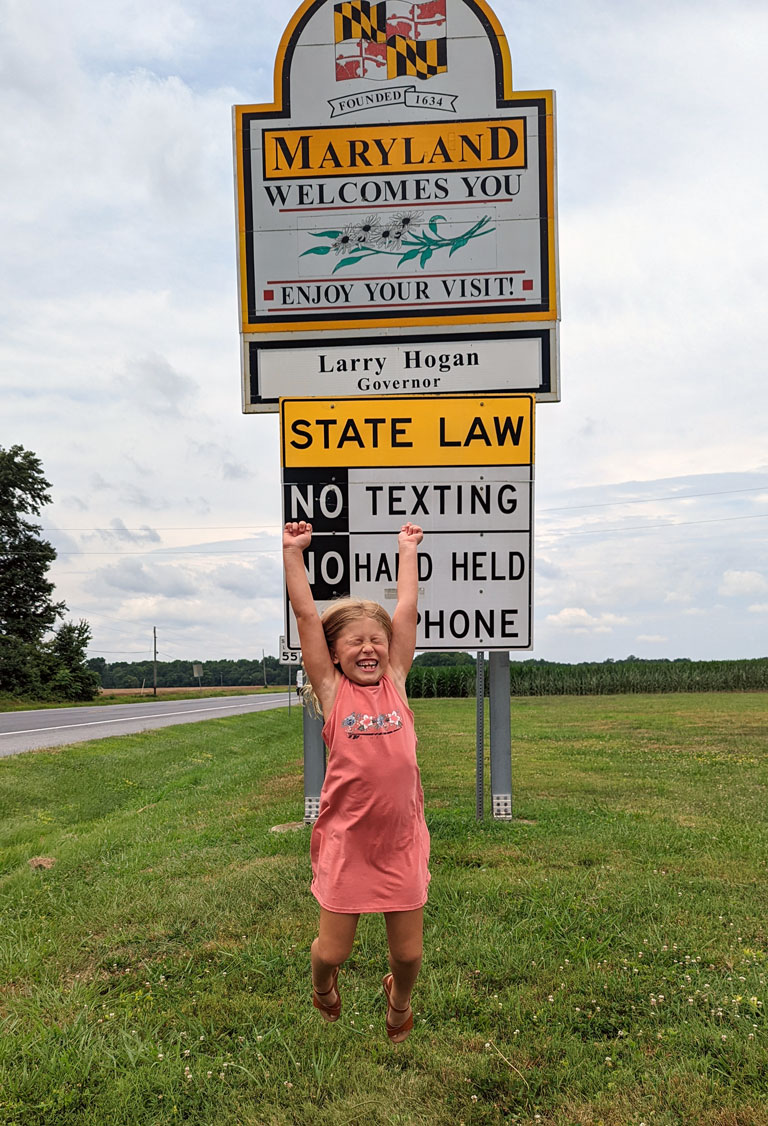 FOUNDED 1634
MARYLAND
WELCOMES YOU
ENJOY YOUR VISIT!
Larry Hogan
Governor
STATE LAW
NO TEXTING
NO HAND HELD
PHONE
55